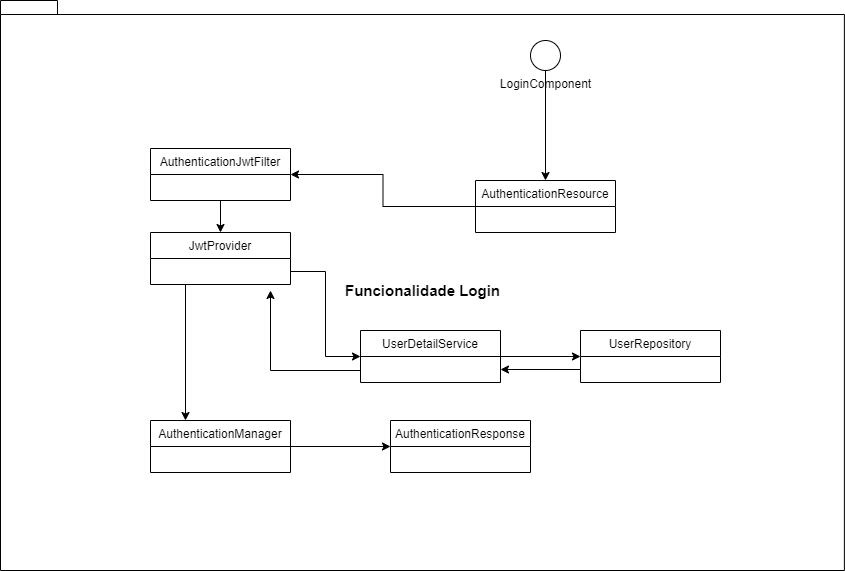 LoginComponent
AuthenticationJwtFilter
AuthenticationResource
JwtProvider
Funcionalidade Login
UserDetailService
UserRepository
AuthenticationManager
AuthenticationResponse